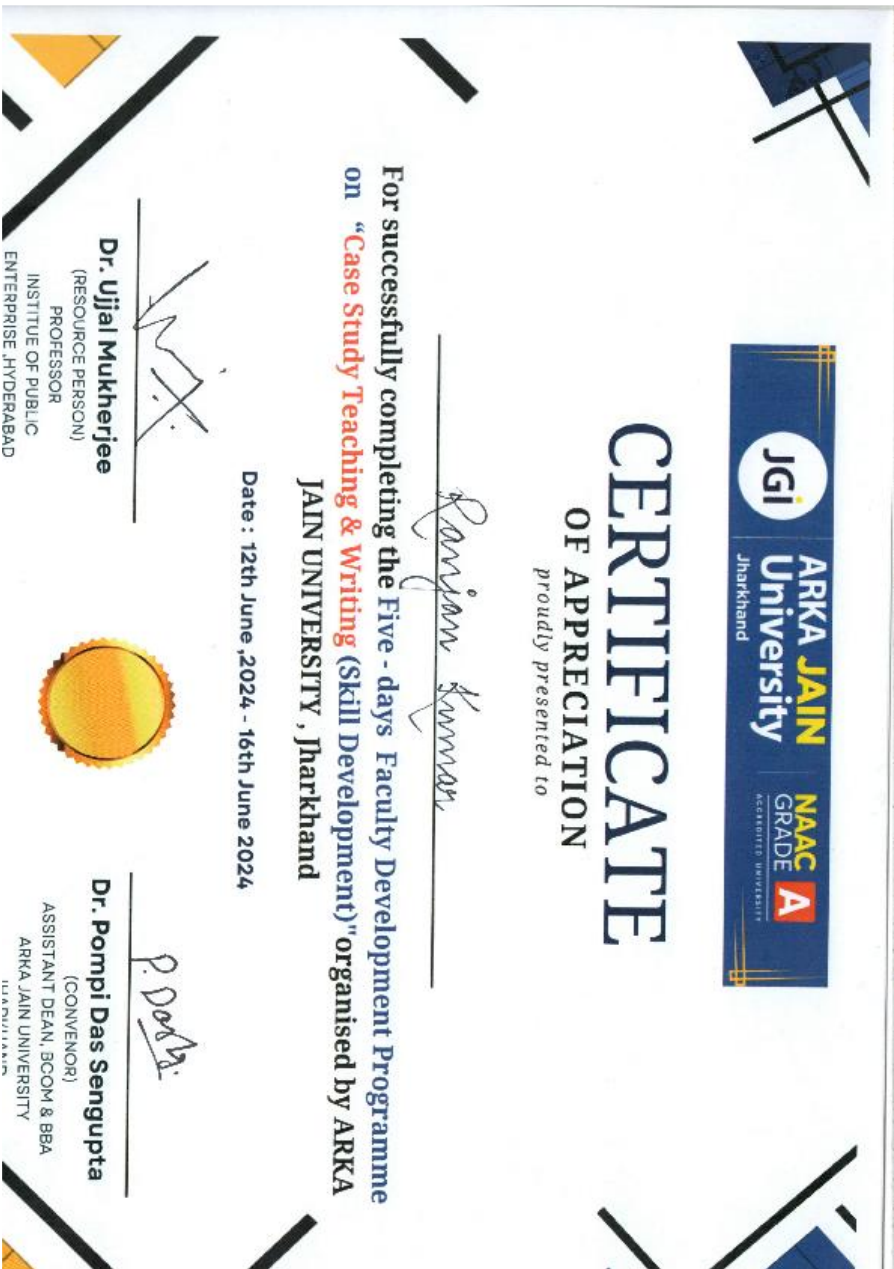 JGi
ARKA JAIN
University
Jharkhand
NAAC
GRADE A
ACCREDITED UNIVERSITY
CERTIFICATE
OF APPRECIATION
proudly presented to
Ranjan Kumar
For successfully completing the Five - days Faculty Development Programme
on “Case Study Teaching & Writing (Skill Development)"organised by ARKA
JAIN UNIVERSITY , Jharkhand
Date : 12th June ,2024 - 16th June 2024
Dr. Ujjal Mukherjee
(RESOURCE PERSON)
PROFESSOR
INSTITUE OF PUBLIC
ENTERPRISE ,HYDERABAD
Dr. Pompi Das Sengupta
(CONVENOR)
ASSISTANT DEAN, BCOM & BBA
ARKA JAIN UNIVERSITY